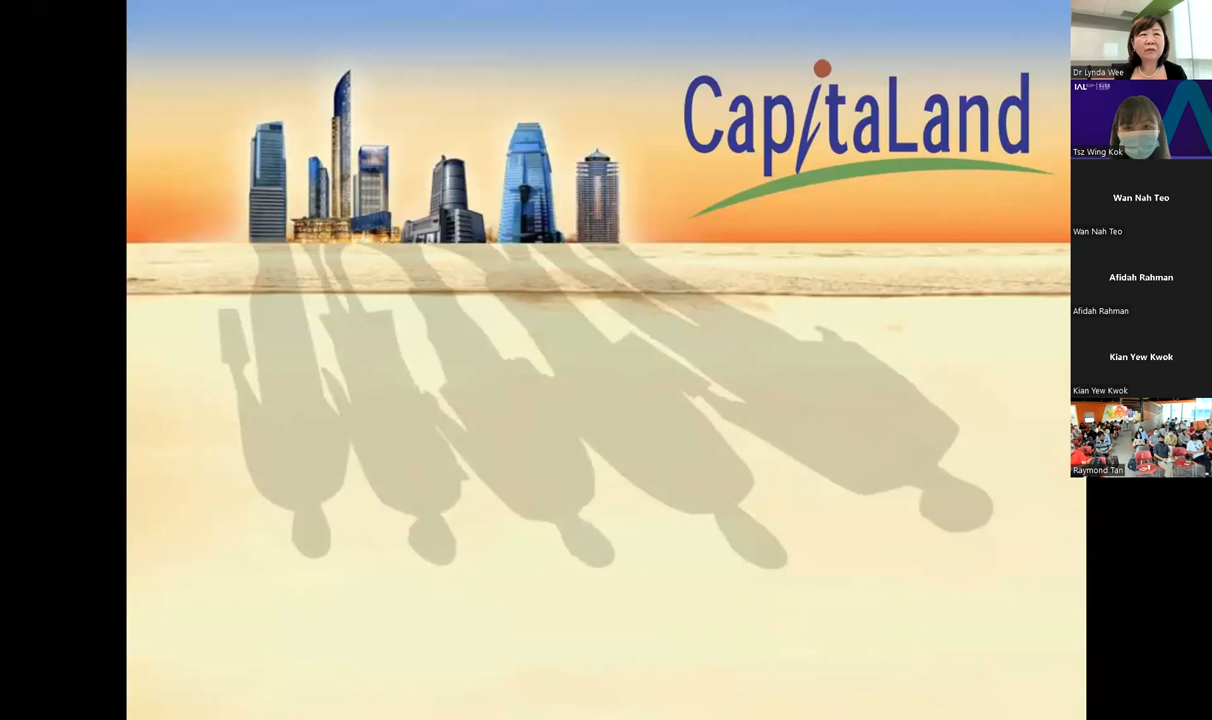 CapitaLand
Dr Lynda Wee
IAL
Tsz Wing Kok
Wan Nah Teo
Wan Nah Teo
Afidah Rahman
Afidah Rahman
Kian Yew Kwok
Kian Yew Kwok
Raymond Tan